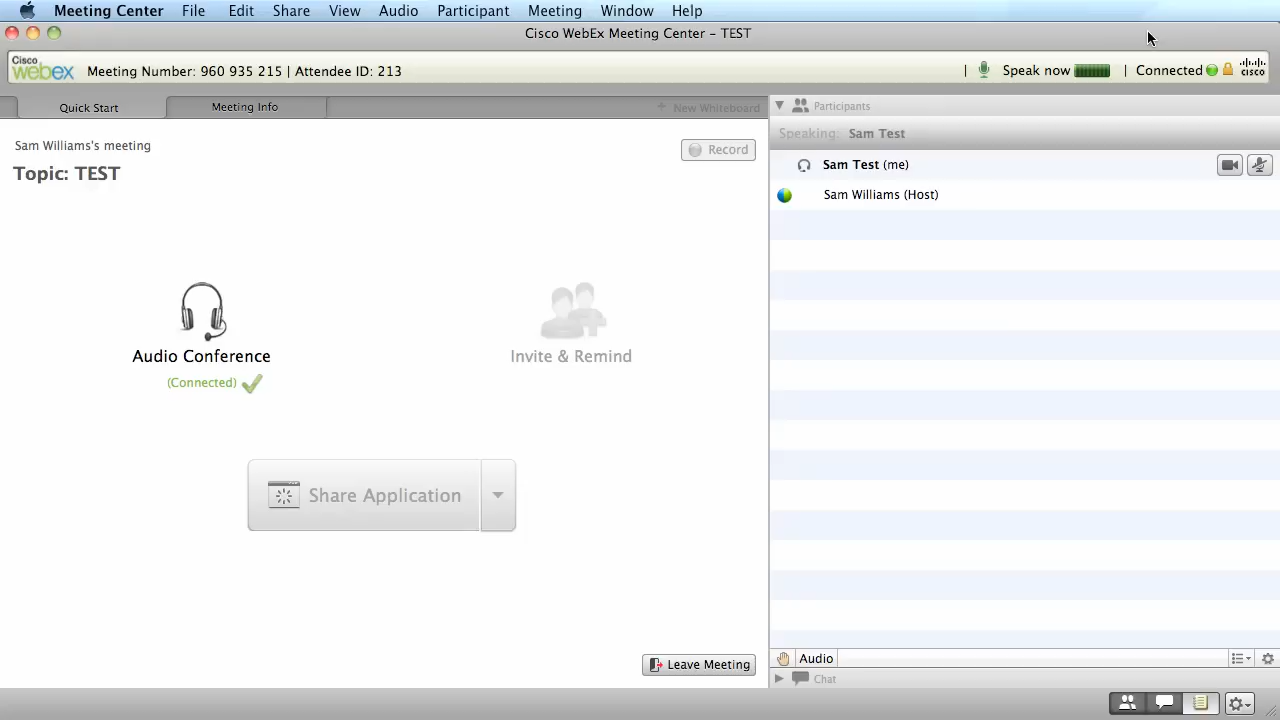 Meeting Center File Edit Share View Audio Participant Meeting Window Help
Cisco WebEx Meeting Center – TEST
Cisco
webex
Meeting Number: 960 935 215 | Attendee ID: 213
| Speak now | Connected
cisco
Quick Start
Meeting Info
+ New Whiteboard
Sam Williams's meeting
Record
Topic: TEST
Audio Conference
(Connected)
Invite & Remind
Share Application
Leave Meeting
Participants
Speaking: Sam Test
Sam Test (me)
Sam Williams (Host)
Audio
Chat